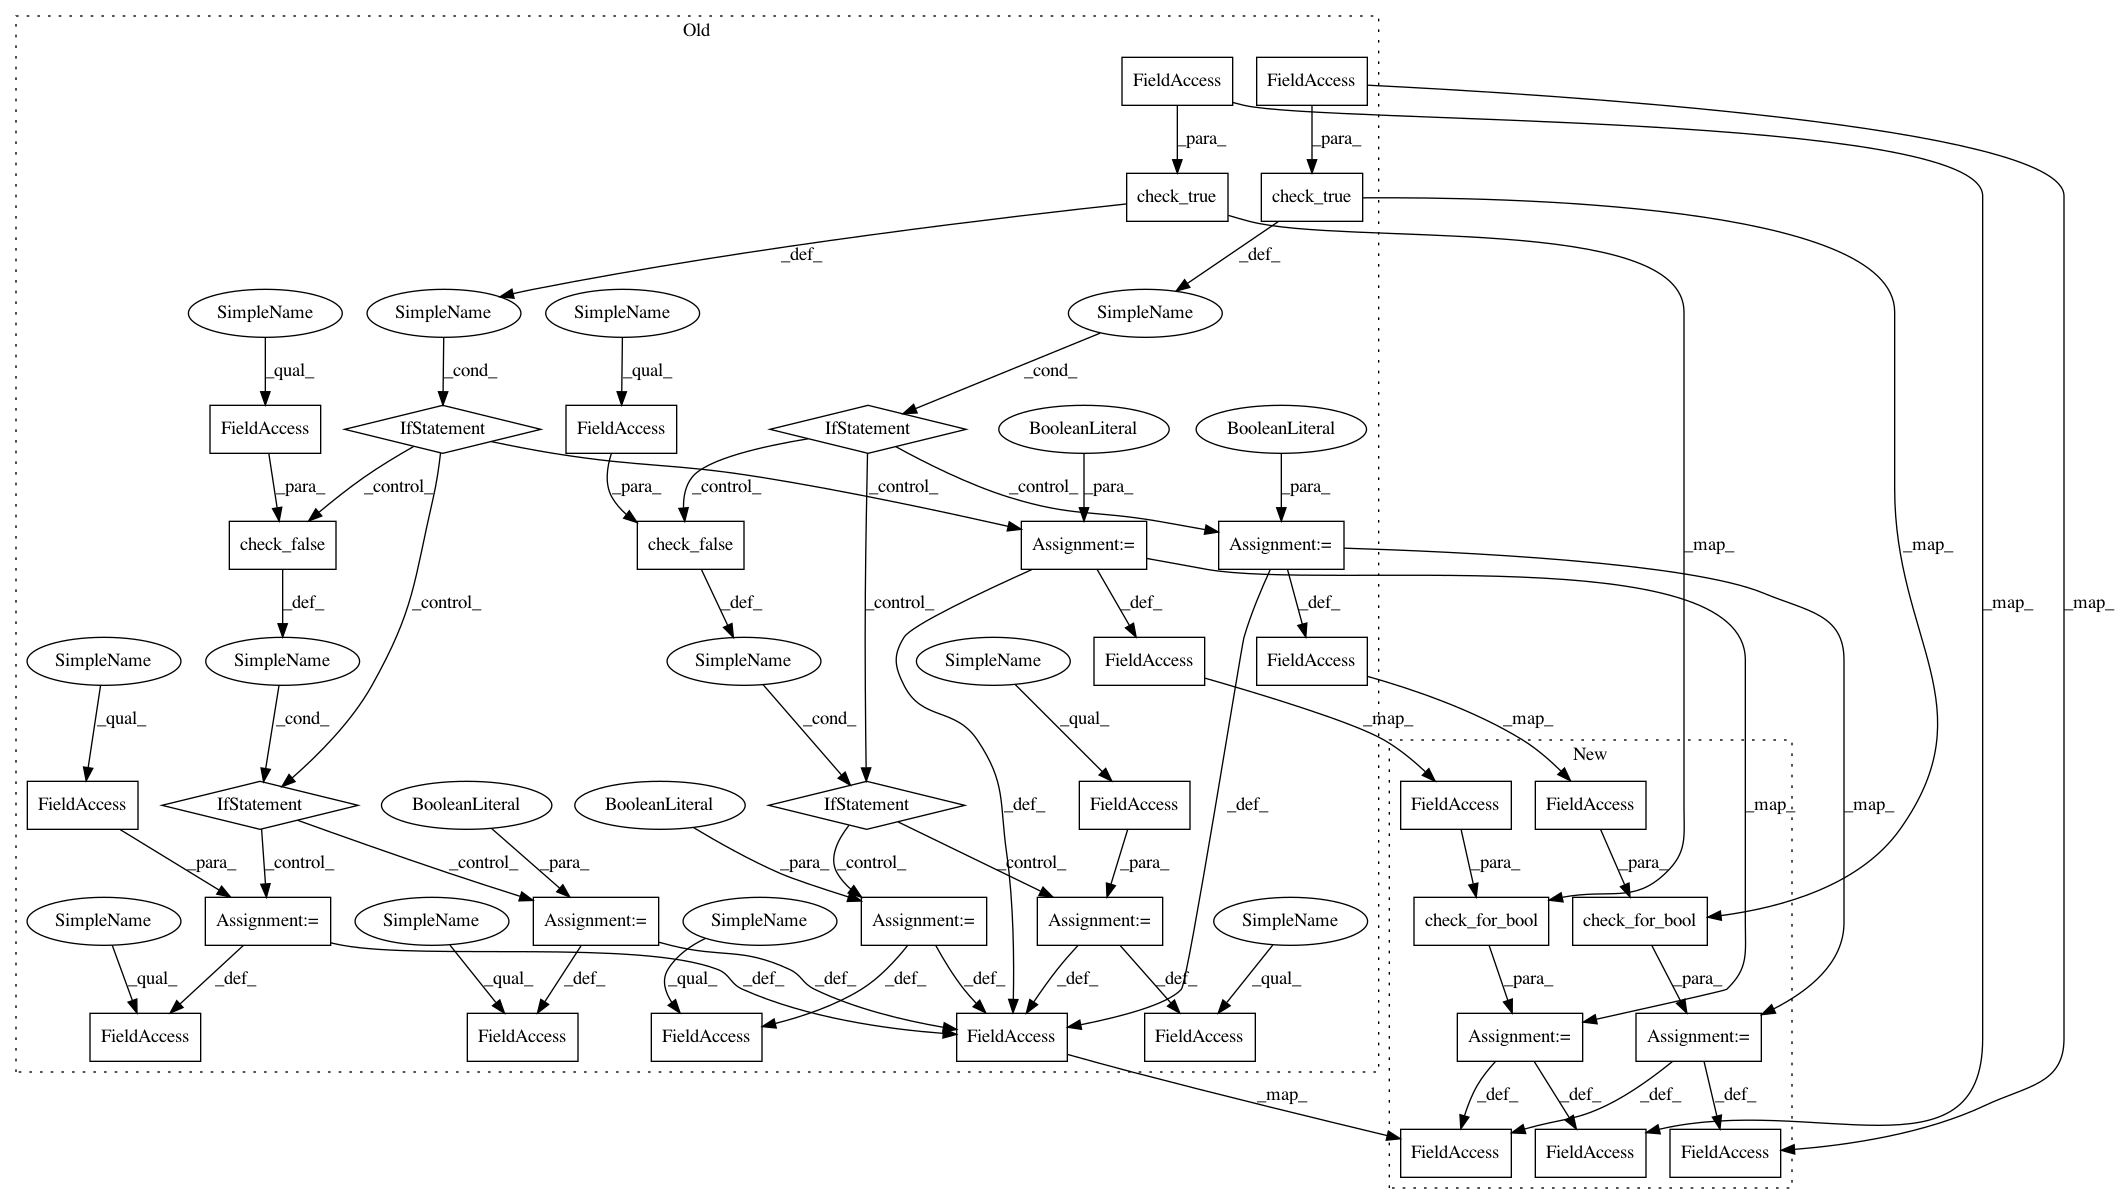 Old
FieldAccess FieldAccess
_para_ _para_
check_true check_true
_def_ _def_
SimpleName SimpleName SimpleName SimpleName
_qual_ _cond_ _qual_ _cond_
FieldAccess IfStatement FieldAccess IfStatement BooleanLiteral BooleanLiteral
_para_ _control_ _para_ _control_ _control_ _control_ _para_ _para_
check_false check_false Assignment:= Assignment:= _map_ _map_
_def_ _control_ _def_ _control_ _def_ _def_ _map_ _map_
SimpleName SimpleName SimpleName SimpleName FieldAccess FieldAccess
_qual_ _cond_ _cond_ _qual_ _map_ _map_
New
FieldAccess IfStatement BooleanLiteral BooleanLiteral IfStatement FieldAccess FieldAccess FieldAccess
_def_ _def_ _map_ _map_
_para_ _control_ _control_ _para_ _para_ _control_ _control_ _para_ _para_ _para_
SimpleName Assignment:= SimpleName Assignment:= SimpleName Assignment:= Assignment:= SimpleName check_for_bool check_for_bool
_qual_ _def_ _qual_ _def_ _qual_ _def_ _def_ _def_ _def_ _def_ _def_ _qual_ _para_ _para_
FieldAccess FieldAccess FieldAccess FieldAccess FieldAccess Assignment:= Assignment:=
_map_ _def_ _def_ _def_ _def_
FieldAccess FieldAccess FieldAccess